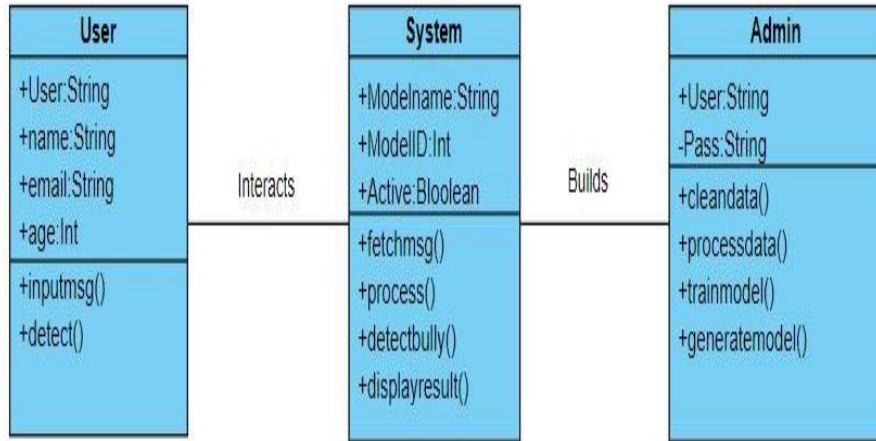 User
+User:String
+name:String
+email:String
+age:Int
+inputmsg()
+detect()
Interacts
System
+Modelname:String
+ModelID:Int
+Active:Bloolean
+fetchmsg()
+process()
+detectbully()
+displayresult()
Builds
Admin
+User:String
-Pass:String
+cleandata()
+processdata()
+trainmodel()
+generatemodel()